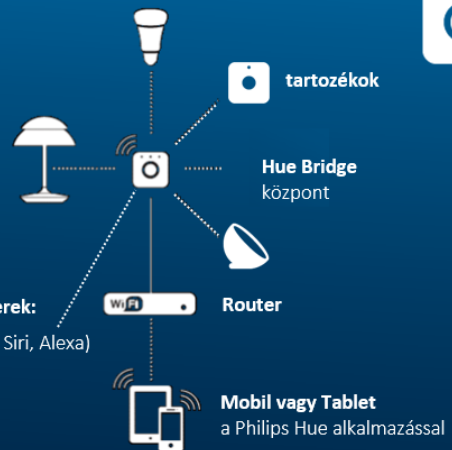 tartozékok
Hue Bridge
központ
erek:
Router
WiFi
Siri, Alexa)
Mobil vagy Tablet
a Philips Hue alkalmazással